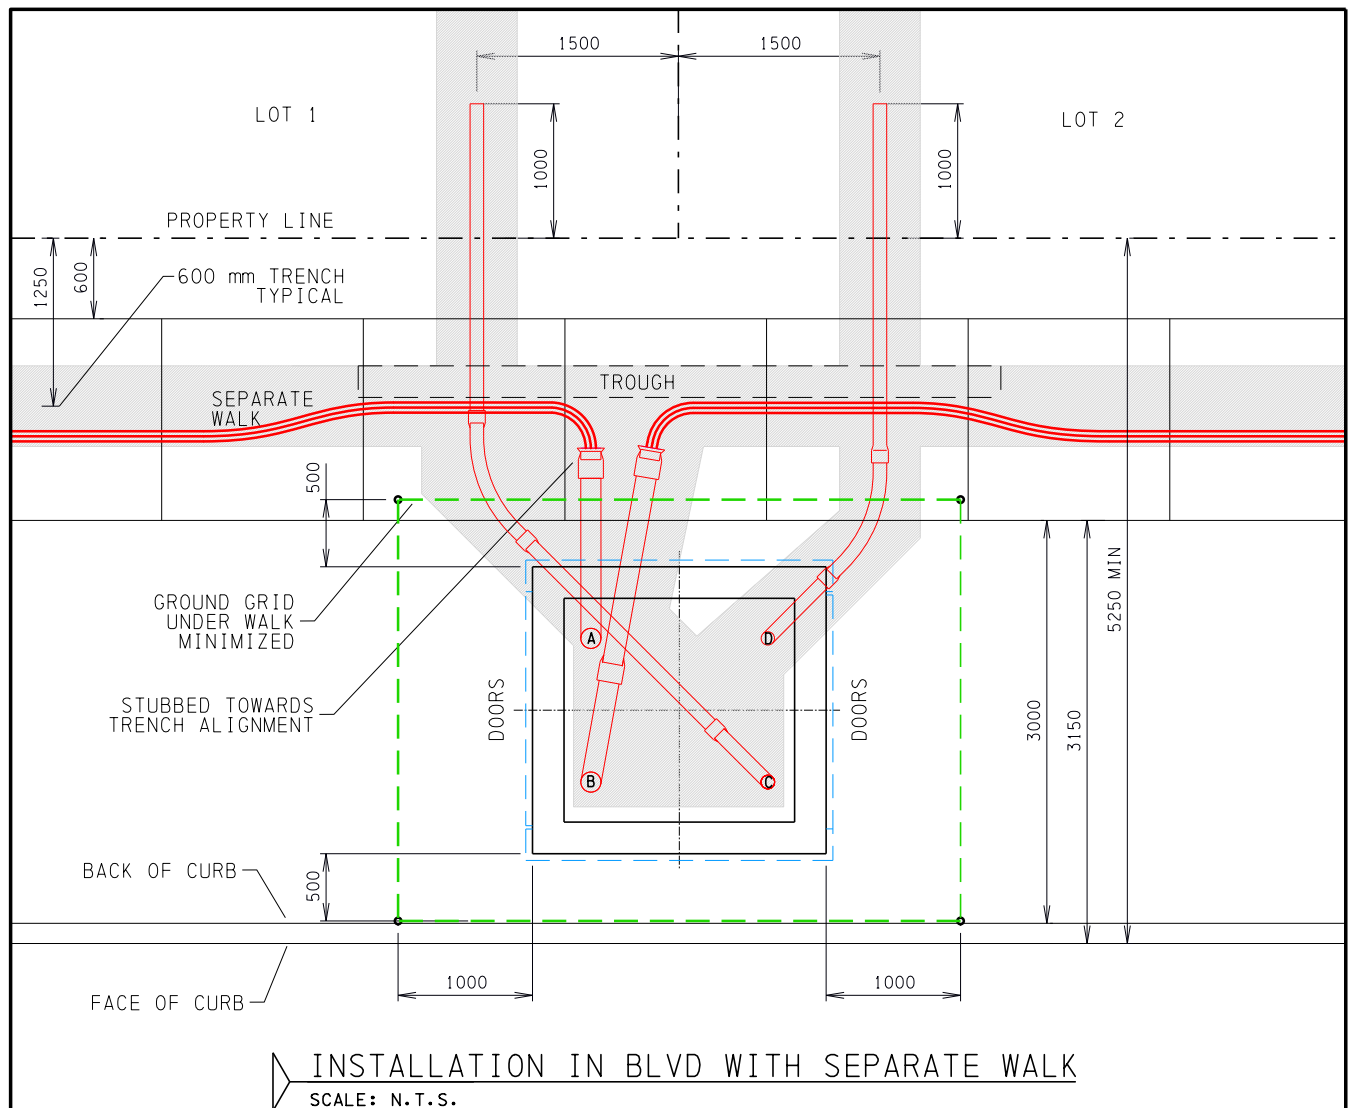 1500
1500
LOT 1
LOT 2
1000
1000
PROPERTY LINE
1250
600
600 mm TRENCH
TYPICAL
TROUGH
SEPARATE
WALK
500
GROUND GRID
UNDER WALK
MINIMIZED
A
D
5250 MIN
STUBBED TOWARDS
TRENCH ALIGNMENT
DOORS
DOORS
3000
3150
B
C
BACK OF CURB
500
1000
1000
FACE OF CURB
INSTALLATION IN BLVD WITH SEPARATE WALK
SCALE: N.T.S.